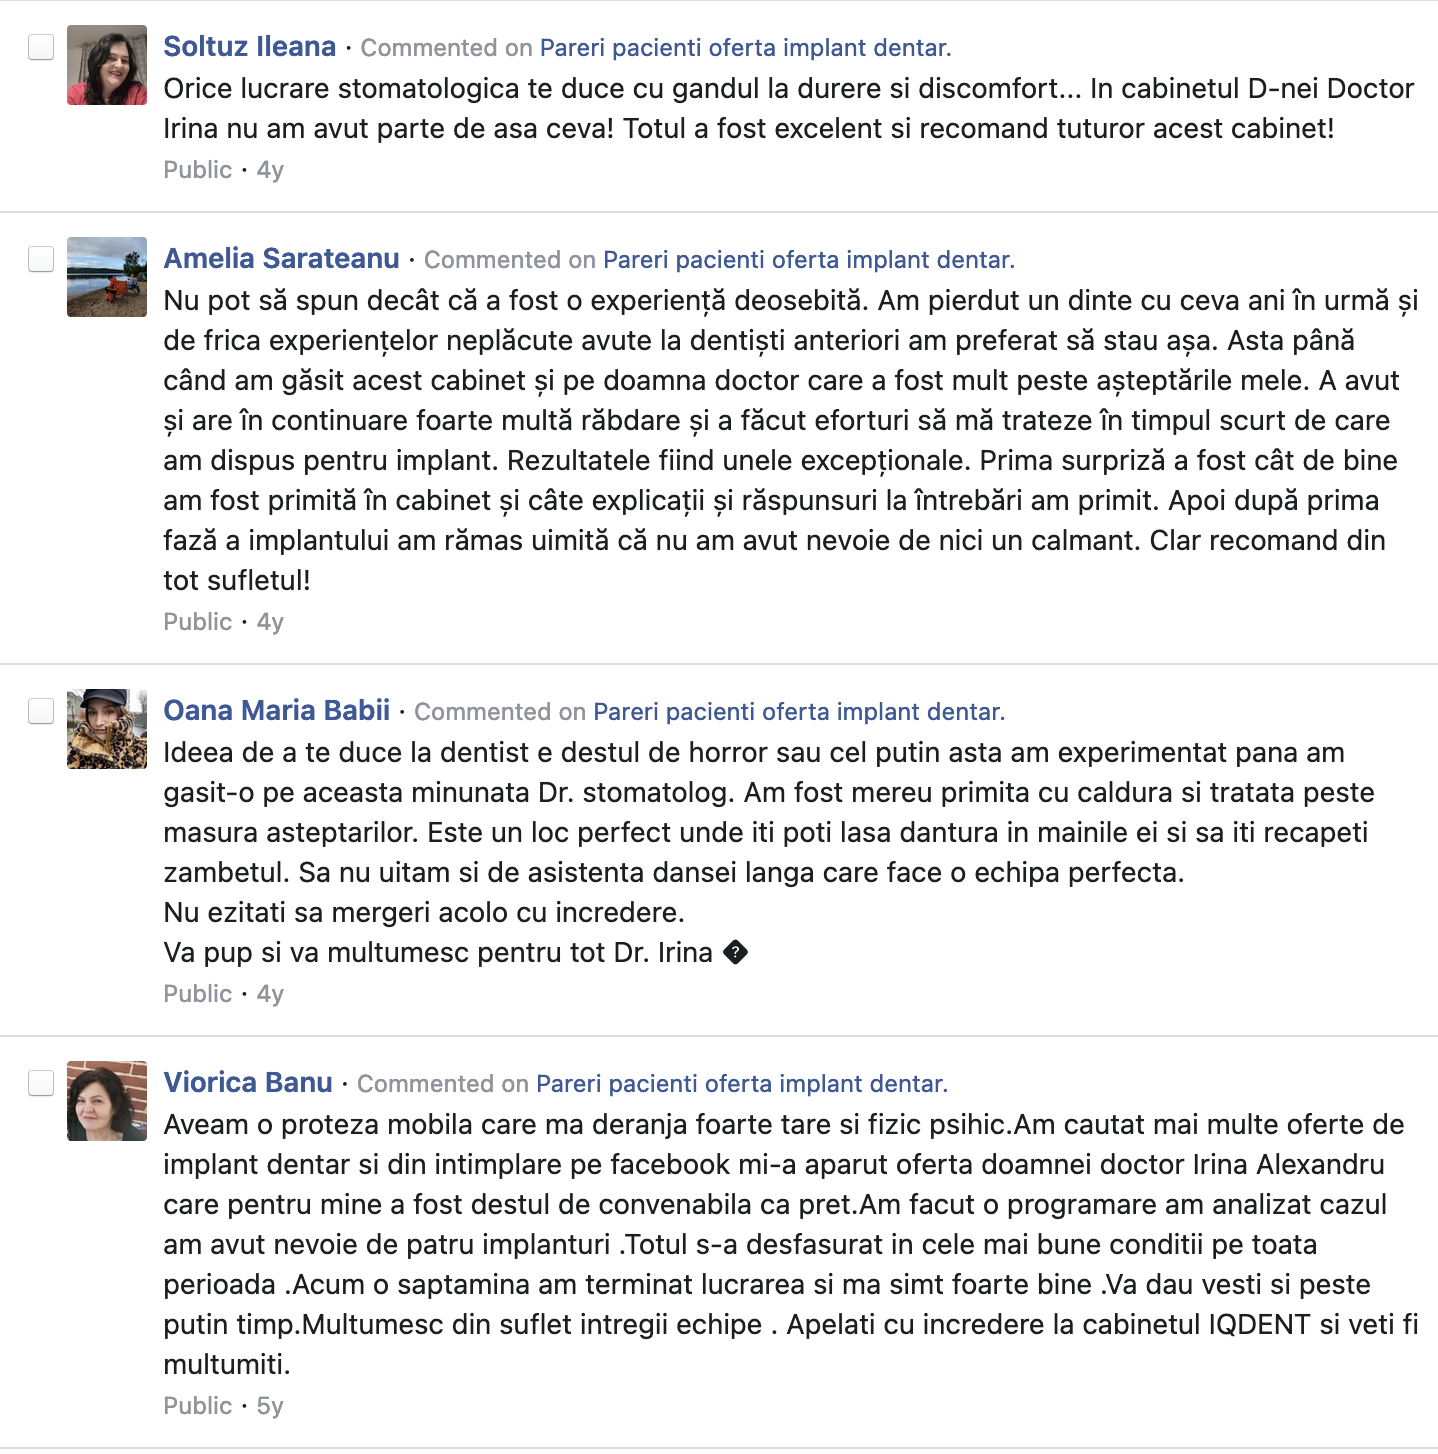 Soltuz Ileana · Commented on Pareri pacienti oferta implant dentar.
Orice lucrare stomatologica te duce cu gandul la durere si discomfort... In cabinetul D-nei Doctor
Irina nu am avut parte de asa ceva! Totul a fost excelent si recomand tuturor acest cabinet!
Public · 4y
Amelia Sarateanu · Commented on Pareri pacienti oferta implant dentar.
Nu pot să spun decât că a fost o experiență deosebită. Am pierdut un dinte cu ceva ani în urmă și
de frica experiențelor neplăcute avute la dentiști anteriori am preferat să stau așa. Asta până
când am găsit acest cabinet și pe doamna doctor care a fost mult peste așteptările mele. A avut
și are în continuare foarte multă răbdare și a făcut eforturi să mă trateze în timpul scurt de care
am dispus pentru implant. Rezultatele fiind unele excepționale. Prima surpriză a fost cât de bine
am fost primită în cabinet și câte explicații și răspunsuri la întrebări am primit. Apoi după prima
fază a implantului am rămas uimită că nu am avut nevoie de nici un calmant. Clar recomand din
tot sufletul!
Public · 4y
Oana Maria Babii · Commented on Pareri pacienti oferta implant dentar.
Ideea de a te duce la dentist e destul de horror sau cel putin asta am experimentat pana am
gasit-o pe aceasta minunata Dr. stomatolog. Am fost mereu primita cu caldura si tratata peste
masura asteptarilor. Este un loc perfect unde iti poti lasa dantura in mainile ei si sa iti recapeti
zambetul. Sa nu uitam si de asistenta dansei langa care face o echipa perfecta.
Nu ezitati sa mergeri acolo cu incredere.
Va pup si va multumesc pentru tot Dr. Irina �
Public · 4y
Viorica Banu · Commented on Pareri pacienti oferta implant dentar.
Aveam o proteza mobila care ma deranja foarte tare si fizic psihic.Am cautat mai multe oferte de
implant dentar si din intimplare pe facebook mi-a aparut oferta doamnei doctor Irina Alexandru
care pentru mine a fost destul de convenabila ca pret.Am facut o programare am analizat cazul
am avut nevoie de patru implanturi .Totul s-a desfasurat in cele mai bune conditii pe toata
perioada .Acum o saptamina am terminat lucrarea si ma simt foarte bine .Va dau vesti si peste
putin timp.Multumesc din suflet intregii echipe . Apelati cu incredere la cabinetul IQDENT si veti fi
multumiti.
Public · 5y